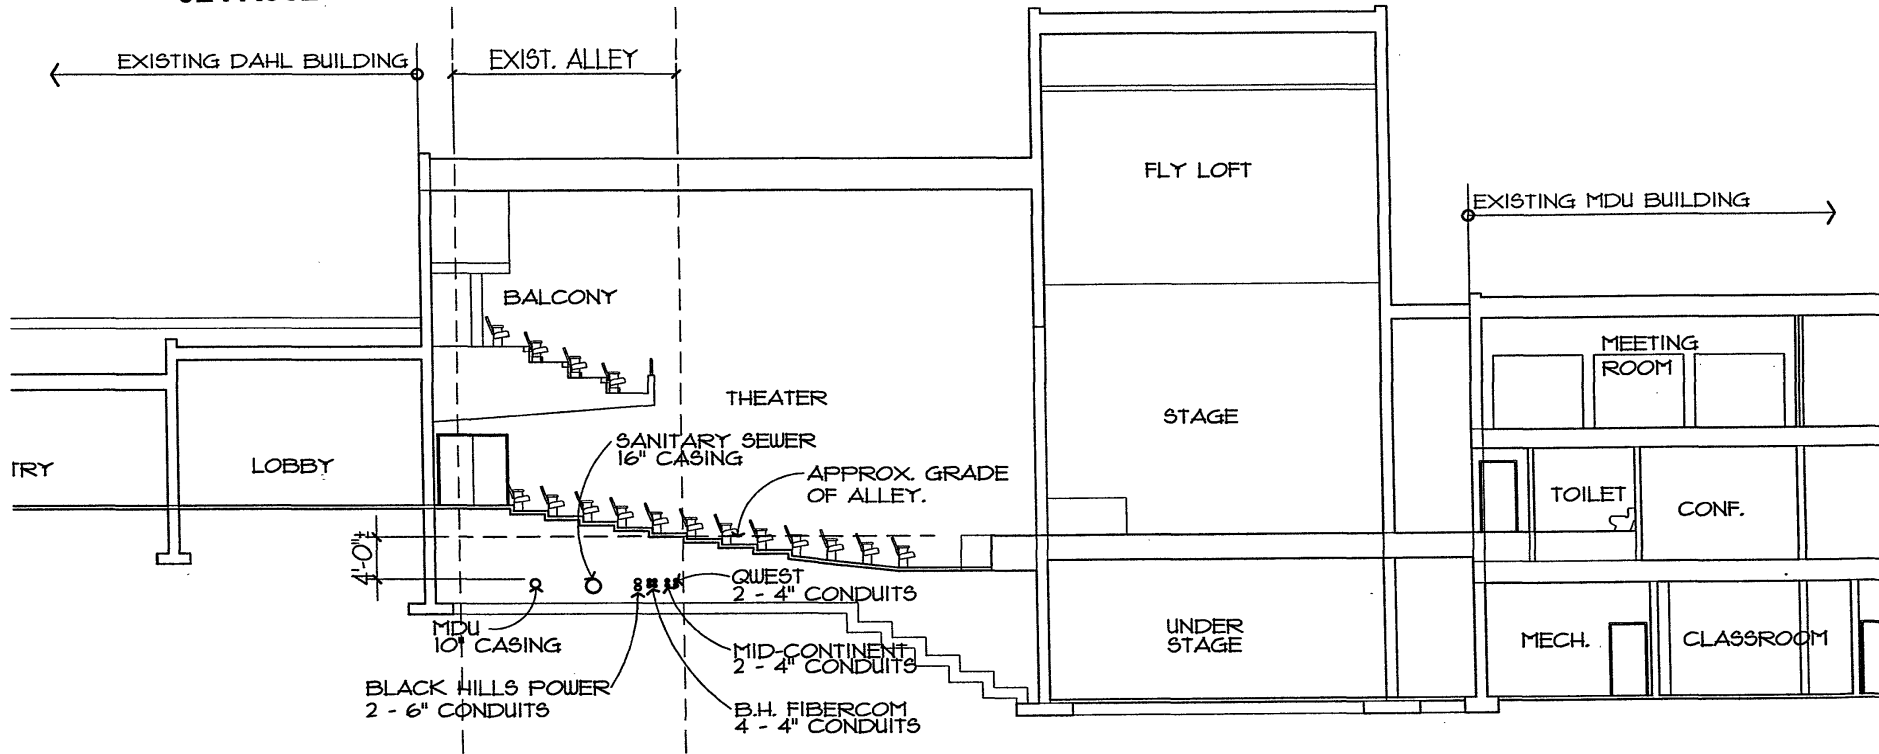 EXISTING DAHL BUILDING
EXIST. ALLEY
FLY LOFT
EXISTING MDU BUILDING
BALCONY
MEETING
ROOM
THEATER
STAGE
SANITARY SEWER
16" CASING
TRY
LOBBY
APPROX. GRADE
OF ALLEY.
TOILET
CONF.
4'-0"±
QWEST
2 - 4" CONDUITS
MDU
10" CASING
UNDER
STAGE
MECH.
CLASSROOM
MID-CONTINENT
2 - 4" CONDUITS
BLACK HILLS POWER
2 - 6" CONDUITS
B.H. FIBERCOM
4 - 4" CONDUITS